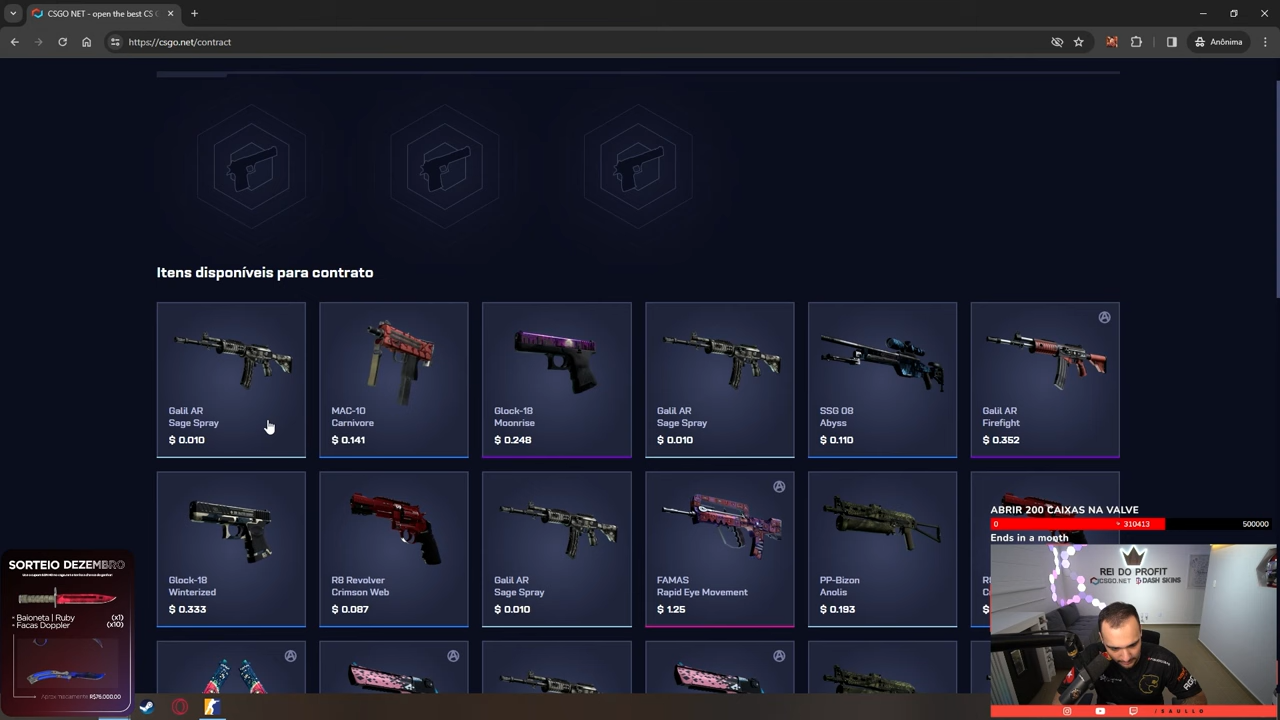 CSGO NET - open the best CS
https://csgo.net/contract
Anônima
Itens disponíveis para contrato
Galil AR
Sage Spray
$ 0.010
MAC-10
Carnivore
$ 0.141
Glock-18
Moonrise
$ 0.248
Galil AR
Sage Spray
$ 0.010
SSG 08
Abyss
$ 0.110
Galil AR
Firefight
$ 0.352
Glock-18
Winterized
$ 0.333
R8 Revolver
Crimson Web
$ 0.087
Galil AR
Sage Spray
$ 0.010
FAMAS
Rapid Eye Movement
$ 1.25
PP-Bizon
Anolis
$ 0.193
ABRIR 200 CAIXAS NA VALVE
0
310413
500000
Ends in a month
REI DO PROFIT
CSGO.NET
DASH SKINS
/SAULLO
SORTEIO DEZEMBRO
- Baioneta | Ruby (x1)
- Facas Doppler (x10)
R$76.000,00